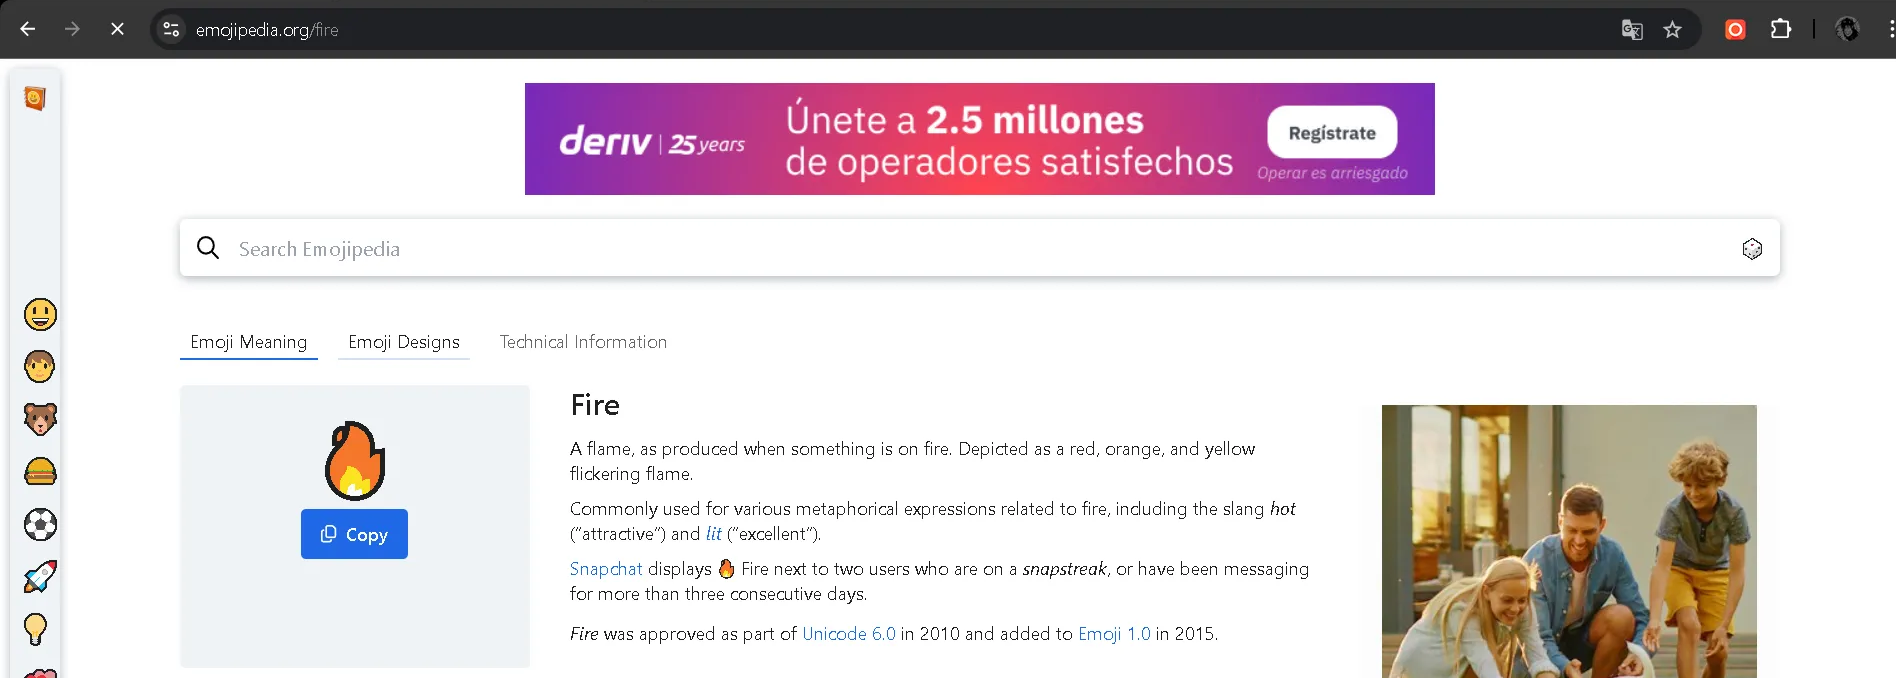 emojipedia.org/fire
deriv | 25 years
Únete a 2.5 millones
de operadores satisfechos
Regístrate
Operar es arriesgado
Search Emojipedia
Emoji Meaning
Emoji Designs
Technical Information
Copy
Fire
A flame, as produced when something is on fire. Depicted as a red, orange, and yellow
flickering flame.
Commonly used for various metaphorical expressions related to fire, including the slang hot
(“attractive”) and lit (“excellent”).
Snapchat displays 🔥 Fire next to two users who are on a snapstreak, or have been messaging
for more than three consecutive days.
Fire was approved as part of Unicode 6.0 in 2010 and added to Emoji 1.0 in 2015.